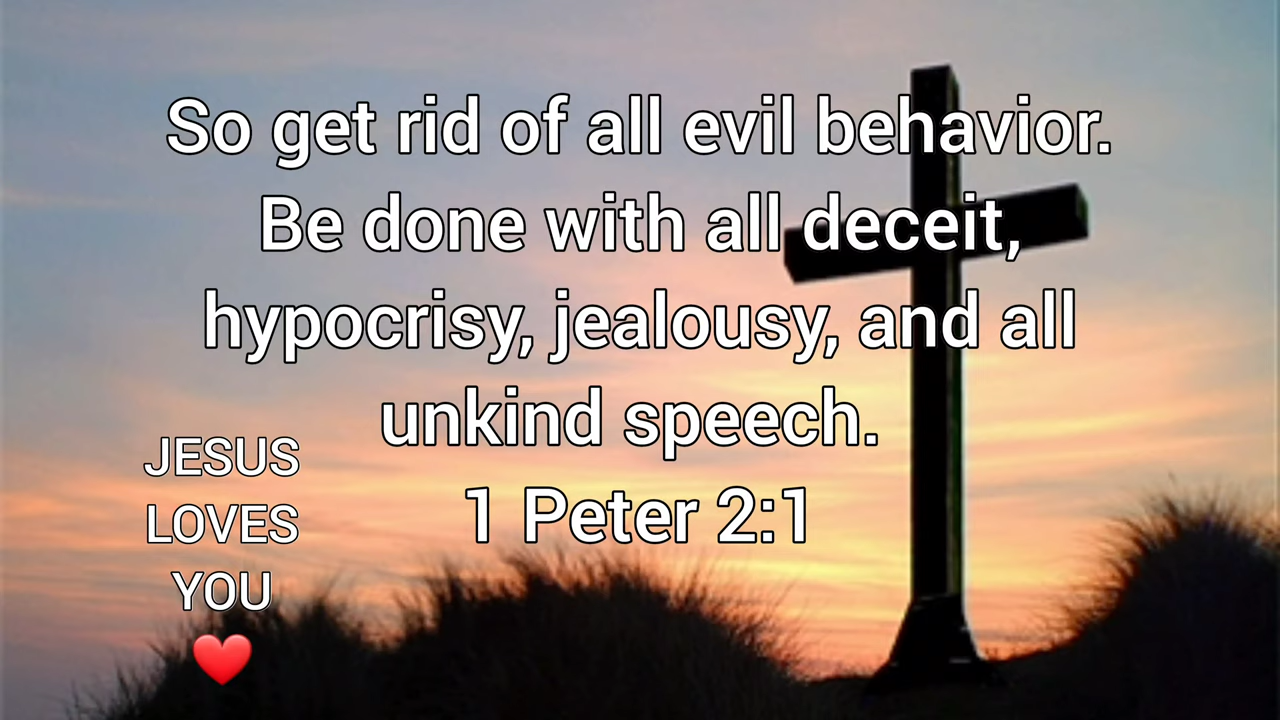 So get rid of all evil behavior.
Be done with all deceit,
hypocrisy, jealousy, and all
unkind speech.
1 Peter 2:1
JESUS
LOVES
YOU
❤️